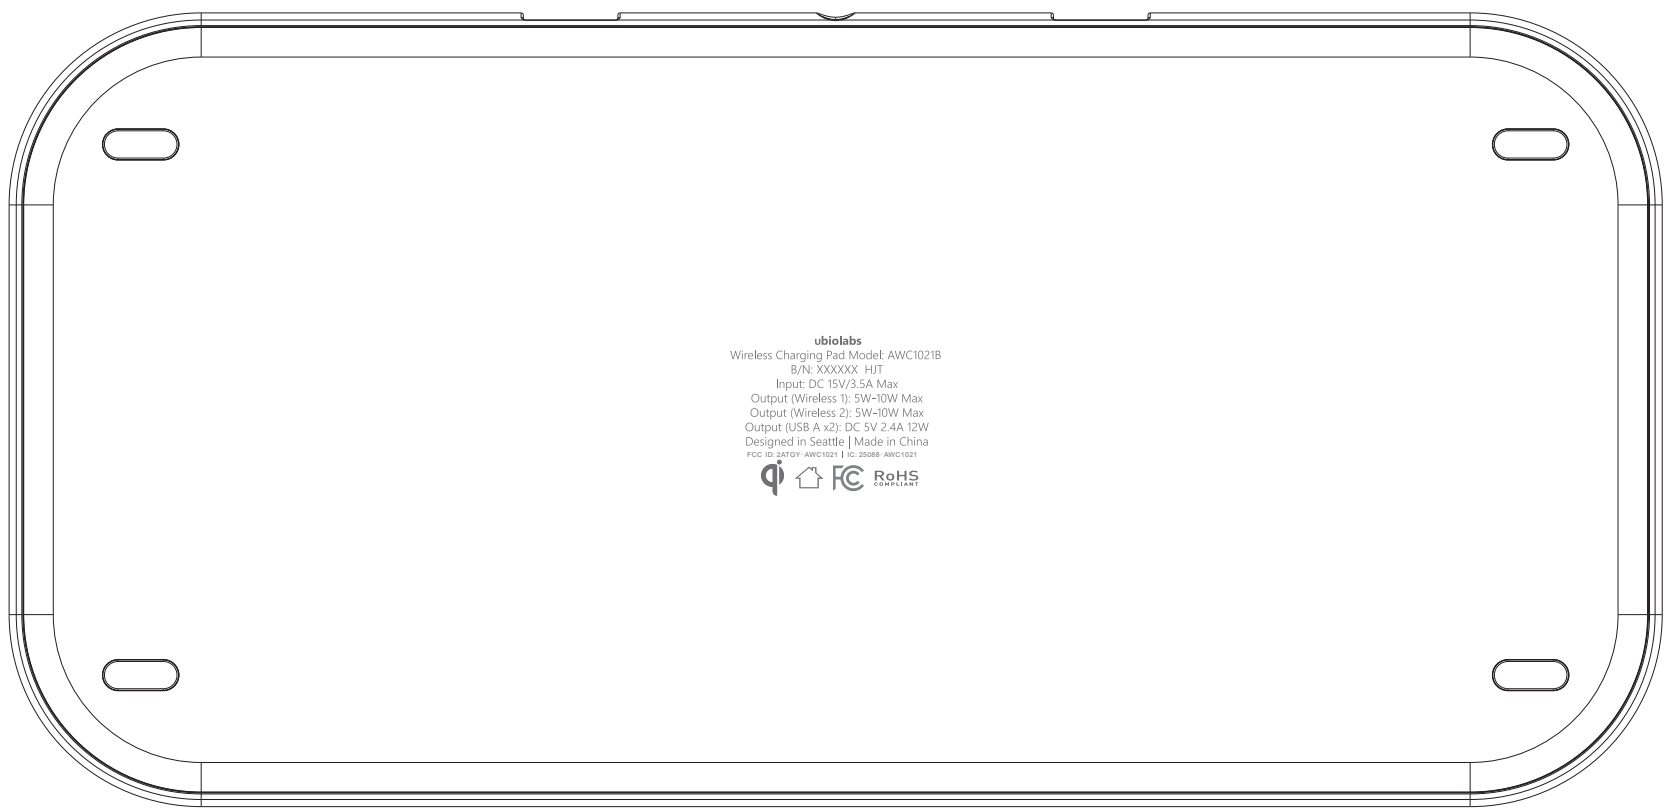 ubiolabs
Wireless Charging Pad Model: AWC1021B
B/N: XXXXXX HJT
Input: DC 15V/3.5A Max
Output (Wireless 1): 5W-10W Max
Output (Wireless 2): 5W-10W Max
Output (USB A x2): DC 5V 2.4A 12W
Designed in Seattle | Made in China
FCC ID: 2ATGY-AWC1021 | IC: 25088-AWC1021
qi FC RoHS
COMPLIANT